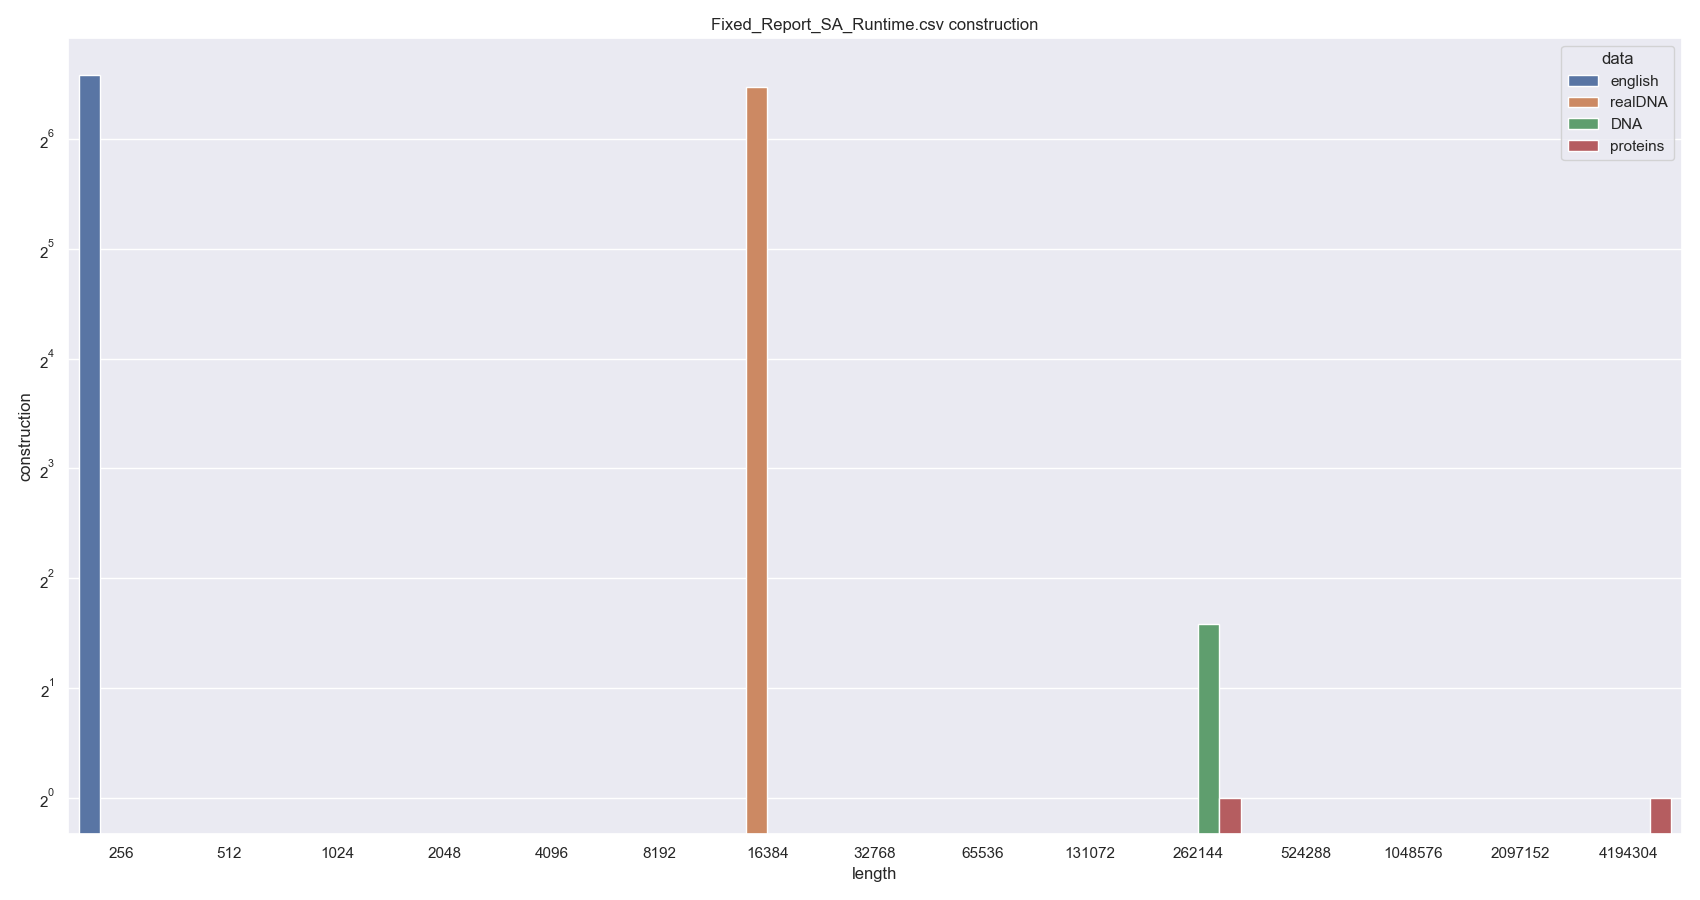 Fixed_Report_SA_Runtime.csv construction
data
english
realDNA
DNA
proteins
construction
2^6
2^5
2^4
2^3
2^2
2^1
2^0
256 512 1024 2048 4096 8192 16384 32768 65536 131072 262144 524288 1048576 2097152 4194304
length